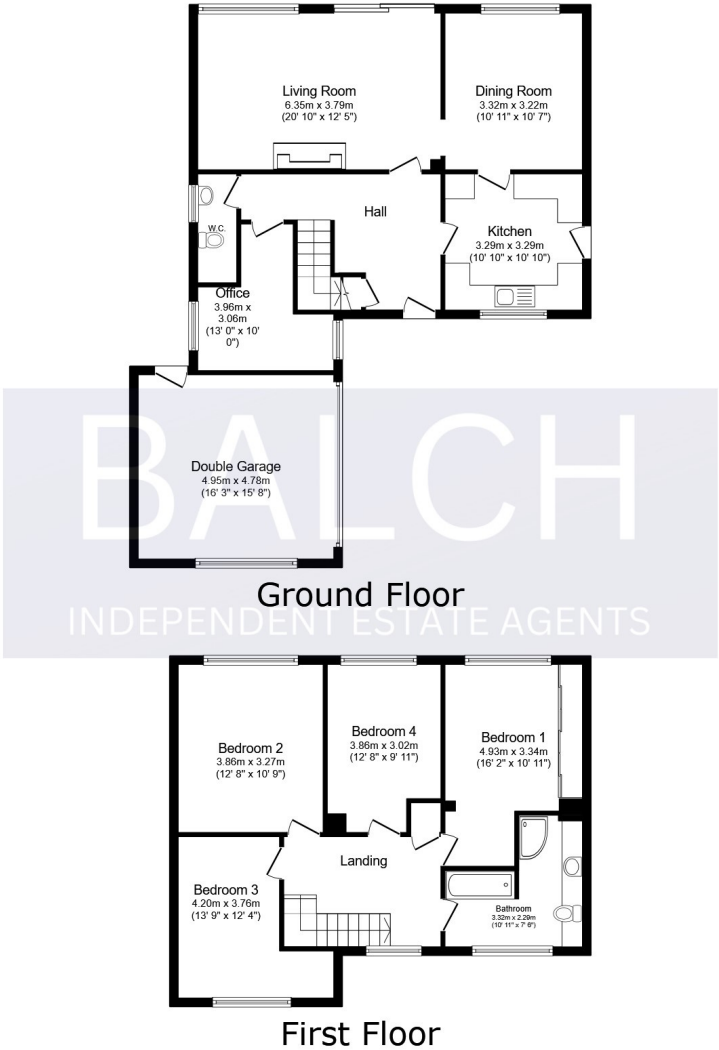 Living Room
6.35m x 3.79m
(20' 10" x 12' 5")
Dining Room
3.32m x 3.22m
(10' 11" x 10' 7")
Hall
W.C.
Kitchen
3.29m x 3.29m
(10' 10" x 10' 10")
Office
3.96m x
3.06m
(13' 0" x 10'
0")
Double Garage
4.95m x 4.78m
(16' 3" x 15' 8")
BALCH
Ground Floor
INDEPENDENT ESTATE AGENTS
Bedroom 2
3.86m x 3.27m
(12' 8" x 10' 9")
Bedroom 4
3.86m x 3.02m
(12' 8" x 9' 11")
Bedroom 1
4.93m x 3.34m
(16' 2" x 10' 11")
Landing
Bedroom 3
4.20m x 3.76m
(13' 9" x 12' 4")
Bathroom
3.32m x 2.29m
(10' 11" x 7' 6")
First Floor